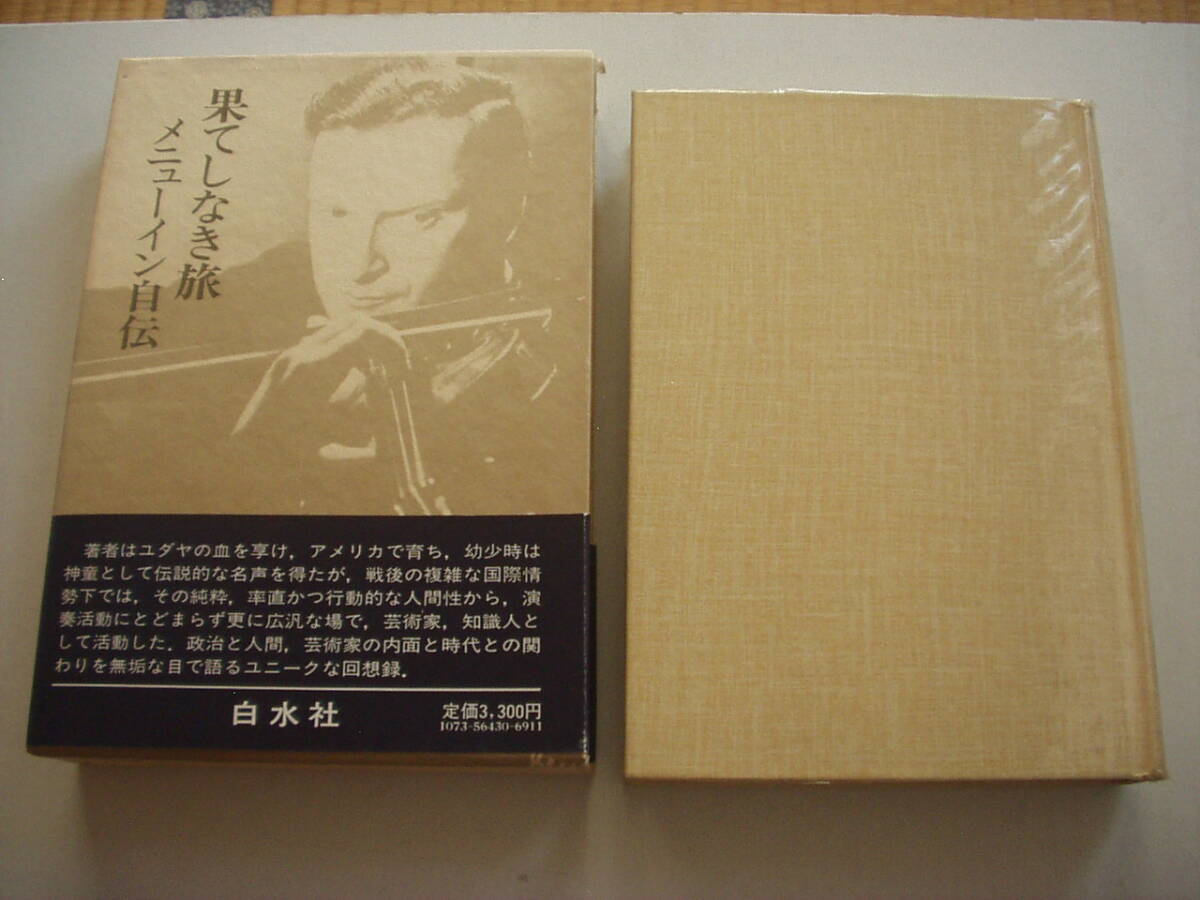 果てしなき旅
メニューイン自伝
著者はユダヤの血を享け，アメリカで育ち，幼少時は
神童として伝説的な名声を得たが，戦後の複雑な国際情
勢下では，その純粋，率直かつ行動的な人間性から，演
奏活動にとどまらず更に広汎な場で，芸術家，知識人と
して活動した．政治と人間，芸術家の内面と時代との関
わりを無垢な目で語るユニークな回想録．
白水社
定価3,300円
1073-56430-6911